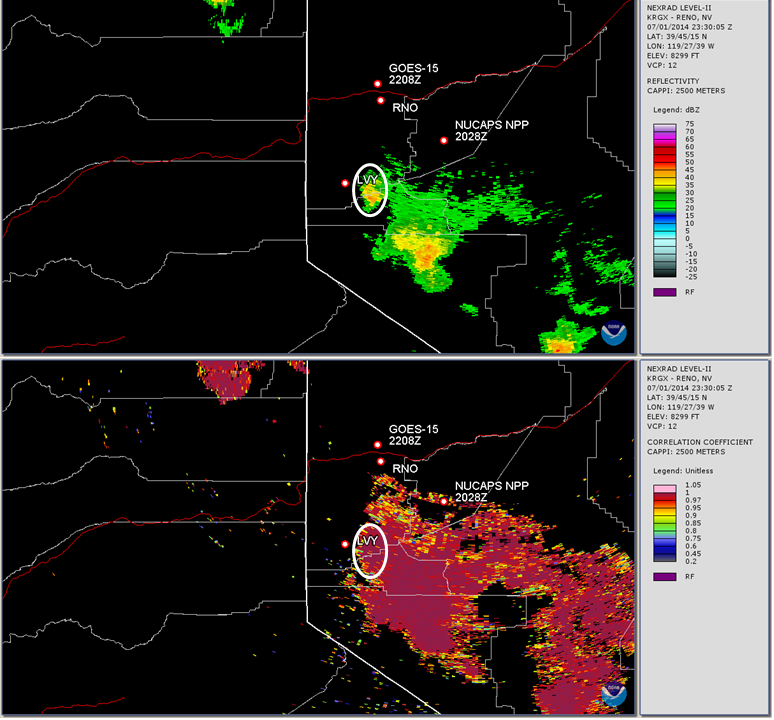 NEXRAD LEVEL-II
KRGX - RENO, NV
07/01/2014 23:30:05 Z
LAT: 39/45/15 N
LON: 119/27/39 W
ELEV: 8299 FT
VCP: 12
REFLECTIVITY
CAPPI: 2500 METERS
Legend: dBZ
75
70
65
60
55
50
45
40
35
30
25
20
15
10
5
0
-5
-10
-15
-20
-25
RF
GOES-15
2208Z
RNO
NUCAPS NPP
2028Z
LVY
noaa
NEXRAD LEVEL-II
KRGX - RENO, NV
07/01/2014 23:30:05 Z
LAT: 39/45/15 N
LON: 119/27/39 W
ELEV: 8299 FT
VCP: 12
CORRELATION COEFFICIENT
CAPPI: 2500 METERS
Legend: Unitless
1.05
1
0.97
0.95
0.9
0.85
0.8
0.75
0.6
0.45
0.2
RF
GOES-15
2208Z
RNO
NUCAPS NPP
2028Z
LVY
noaa